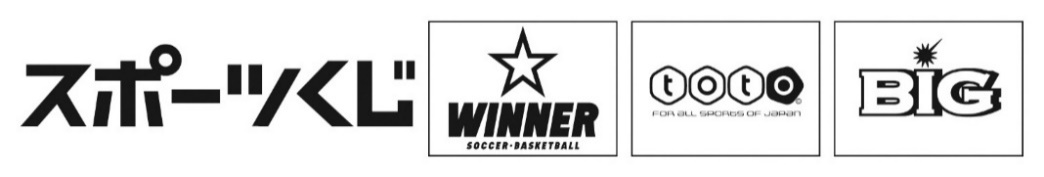 スポーツくじ
WINNER
SOCCER・BASKETBALL
toto
FOR ALL SPORTS OF JAPAN
BIG